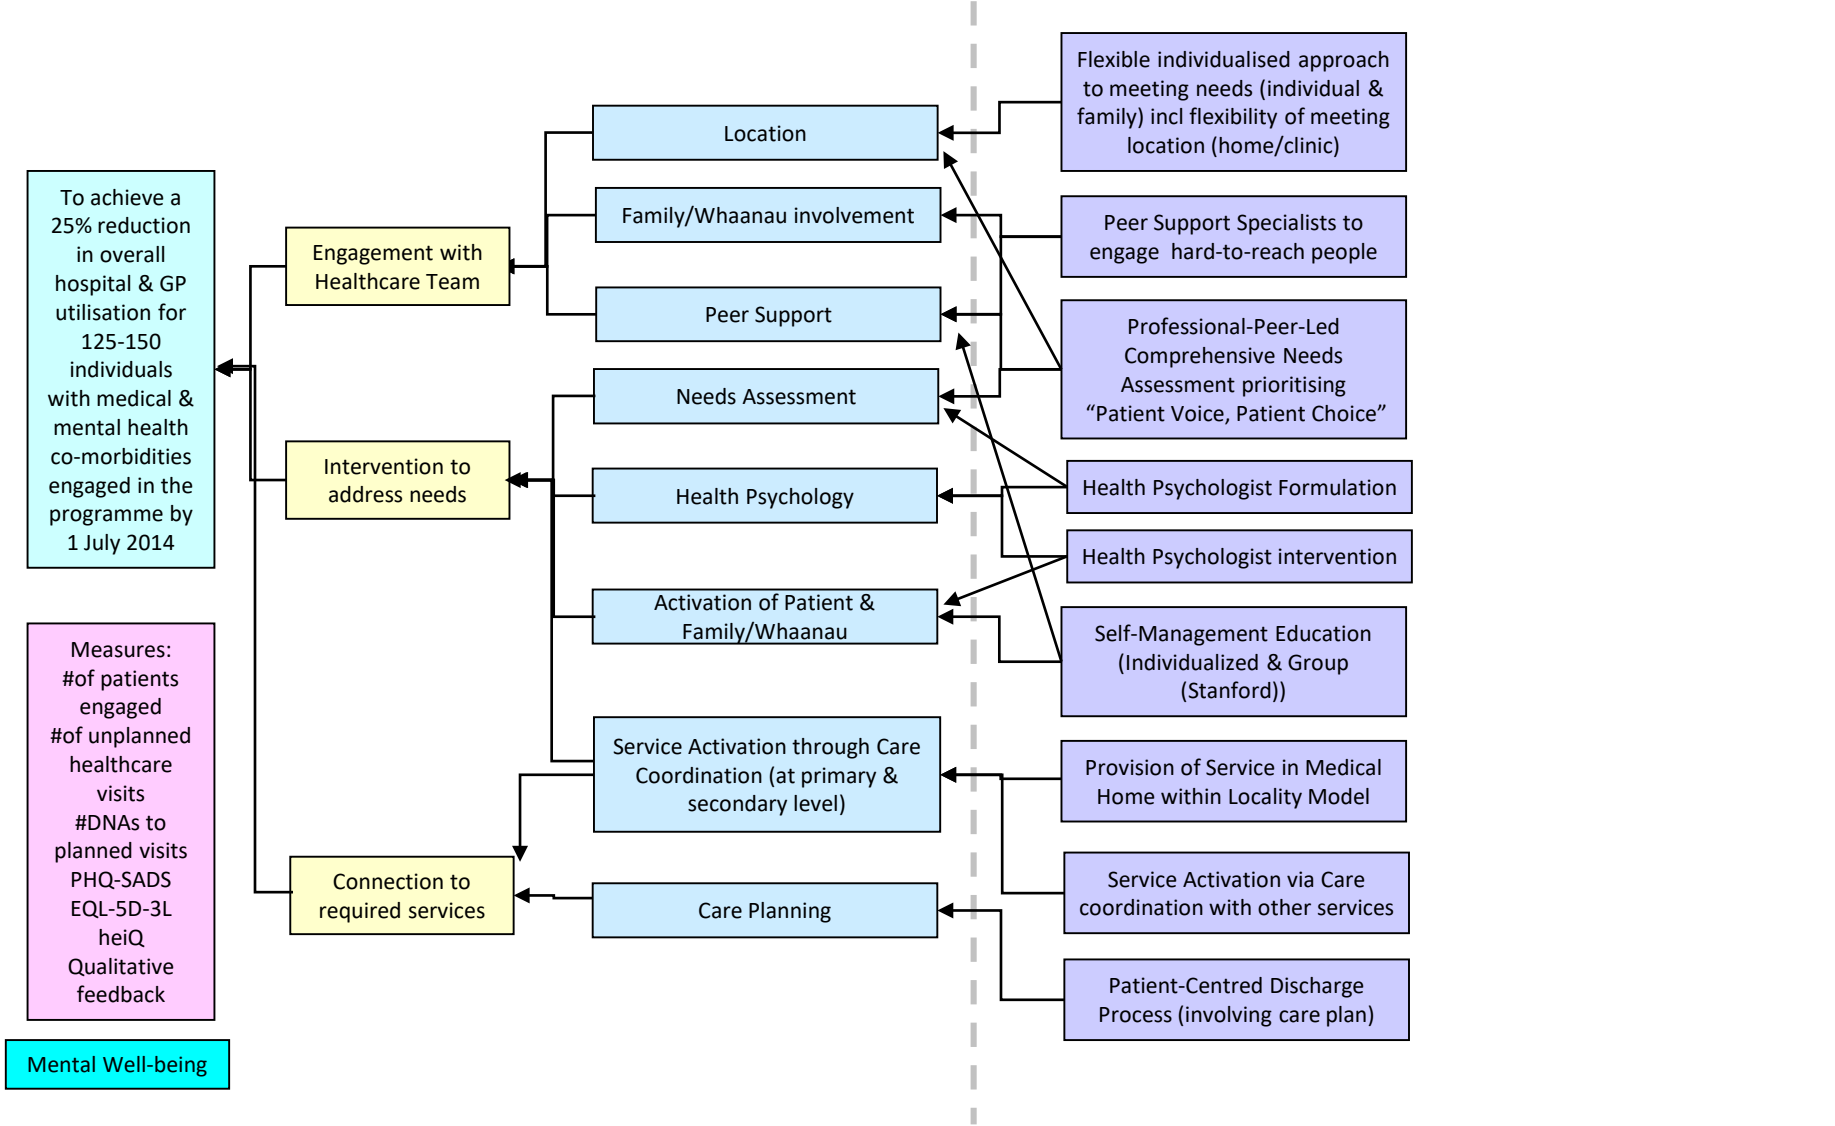 To achieve a
25% reduction
in overall
hospital & GP
utilisation for
125-150
individuals
with medical &
mental health
co-morbidities
engaged in the
programme by
1 July 2014
Measures:
#of patients
engaged
#of unplanned
healthcare
visits
#DNAs to
planned visits
PHQ-SADS
EQL-5D-3L
heiQ
Qualitative
feedback
Mental Well-being
Engagement with
Healthcare Team
Intervention to
address needs
Connection to
required services
Location
Family/Whaanau involvement
Peer Support
Needs Assessment
Health Psychology
Activation of Patient &
Family/Whaanau
Service Activation through Care
Coordination (at primary &
secondary level)
Care Planning
Flexible individualised approach
to meeting needs (individual &
family) incl flexibility of meeting
location (home/clinic)
Peer Support Specialists to
engage hard-to-reach people
Professional-Peer-Led
Comprehensive Needs
Assessment prioritising
“Patient Voice, Patient Choice”
Health Psychologist Formulation
Health Psychologist intervention
Self-Management Education
(Individualized & Group
(Stanford))
Provision of Service in Medical
Home within Locality Model
Service Activation via Care
coordination with other services
Patient-Centred Discharge
Process (involving care plan)